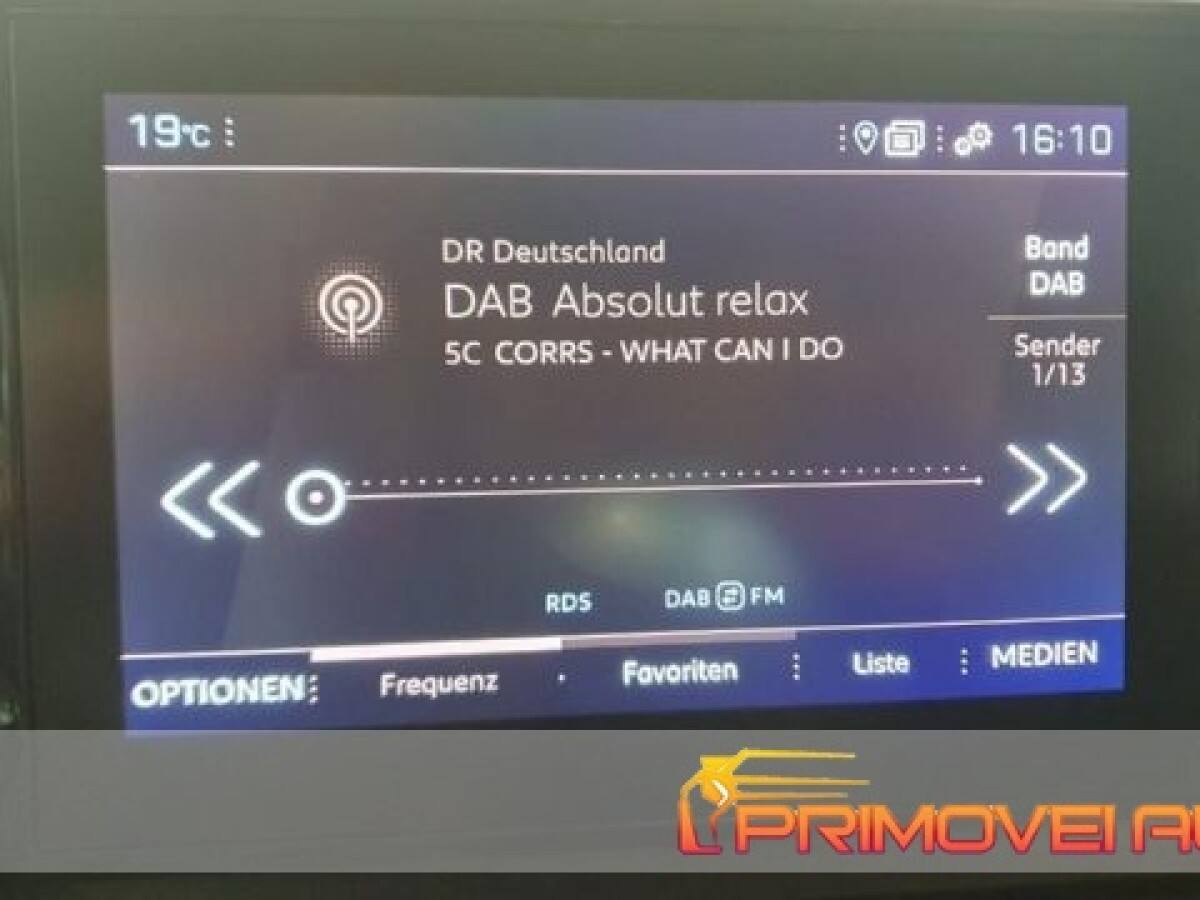 19°C
16:10
DR Deutschland
DAB Absolut relax
5C CORRS - WHAT CAN I DO
Band
DAB
Sender
1/13
RDS DAB FM
OPTIONEN Frequenz Favoriten Liste MEDIEN
PRIMOVEI